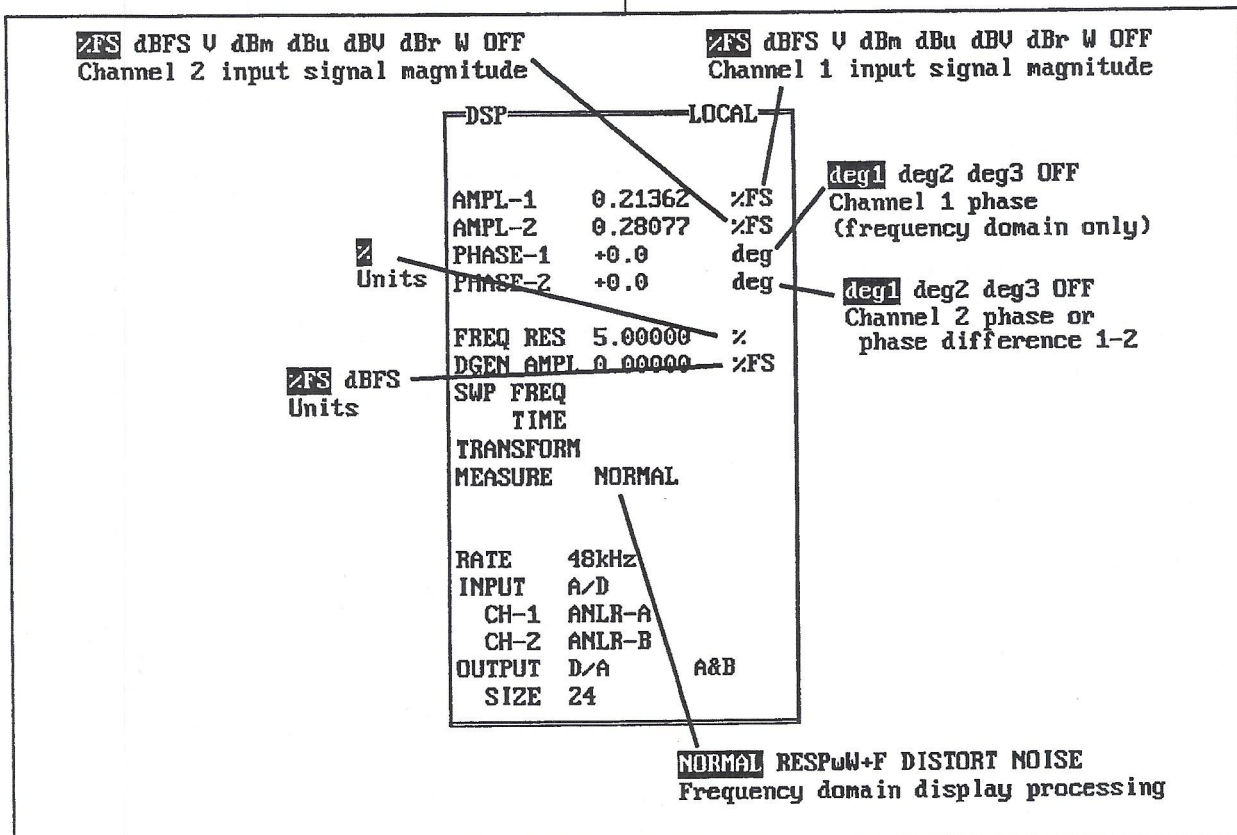 %FS dBFS V dBm dBu dBV dBr W OFF
Channel 2 input signal magnitude
%FS dBFS V dBm dBu dBV dBr W OFF
Channel 1 input signal magnitude
DSP LOCAL
AMPL-1 0.21362 %FS
AMPL-2 0.28077 %FS
PHASE-1 +0.0 deg
PHASE-2 +0.0 deg
FREQ RES 5.00000 %
DGEN AMPL 0.00000 %FS
SWP FREQ
TIME
TRANSFORM
MEASURE NORMAL
RATE 48kHz
INPUT A/D
CH-1 ANLR-A
CH-2 ANLR-B
OUTPUT D/A A&B
SIZE 24
deg1 deg2 deg3 OFF
Channel 1 phase
(frequency domain only)
deg1 deg2 deg3 OFF
Channel 2 phase or
phase difference 1-2
%
Units
%FS dBFS
Units
NORMAL RESPωW+F DISTORT NOISE
Frequency domain display processing